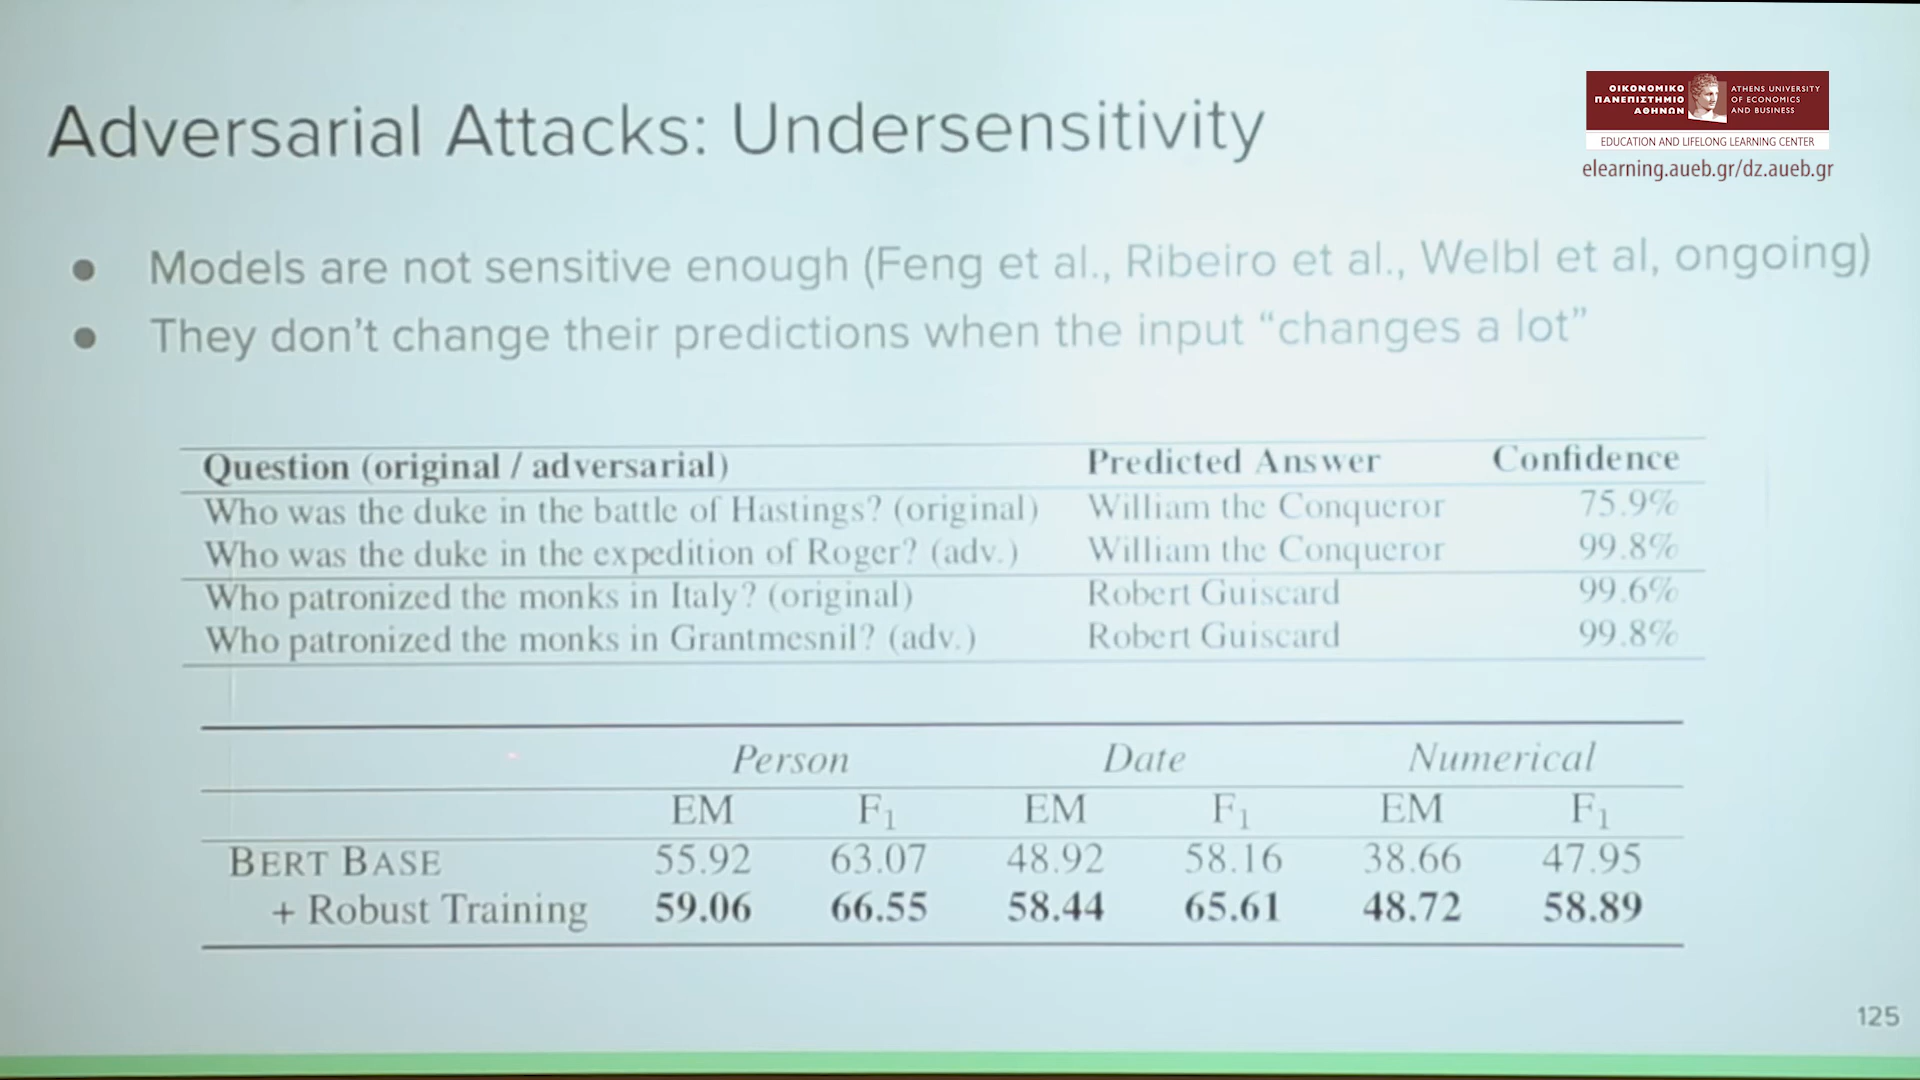 Adversarial Attacks: Undersensitivity
ΟΙΚΟΝΟΜΙΚΟ
ΠΑΝΕΠΙΣΤΗΜΙΟ
ΑΘΗΝΩΝ
ATHENS UNIVERSITY
OF ECONOMICS
AND BUSINESS
EDUCATION AND LIFELONG LEARNING CENTER
elearning.aueb.gr/dz.aueb.gr
● Models are not sensitive enough (Feng et al., Ribeiro et al., Welbl et al, ongoing)
● They don't change their predictions when the input “changes a lot”
Question (original / adversarial) Predicted Answer Confidence
Who was the duke in the battle of Hastings? (original) William the Conqueror 75.9%
Who was the duke in the expedition of Roger? (adv.) William the Conqueror 99.8%
Who patronized the monks in Italy? (original) Robert Guiscard 99.6%
Who patronized the monks in Grantmesnil? (adv.) Robert Guiscard 99.8%
Person Date Numerical
EM F1 EM F1 EM F1
BERT BASE 55.92 63.07 48.92 58.16 38.66 47.95
+ Robust Training 59.06 66.55 58.44 65.61 48.72 58.89
125